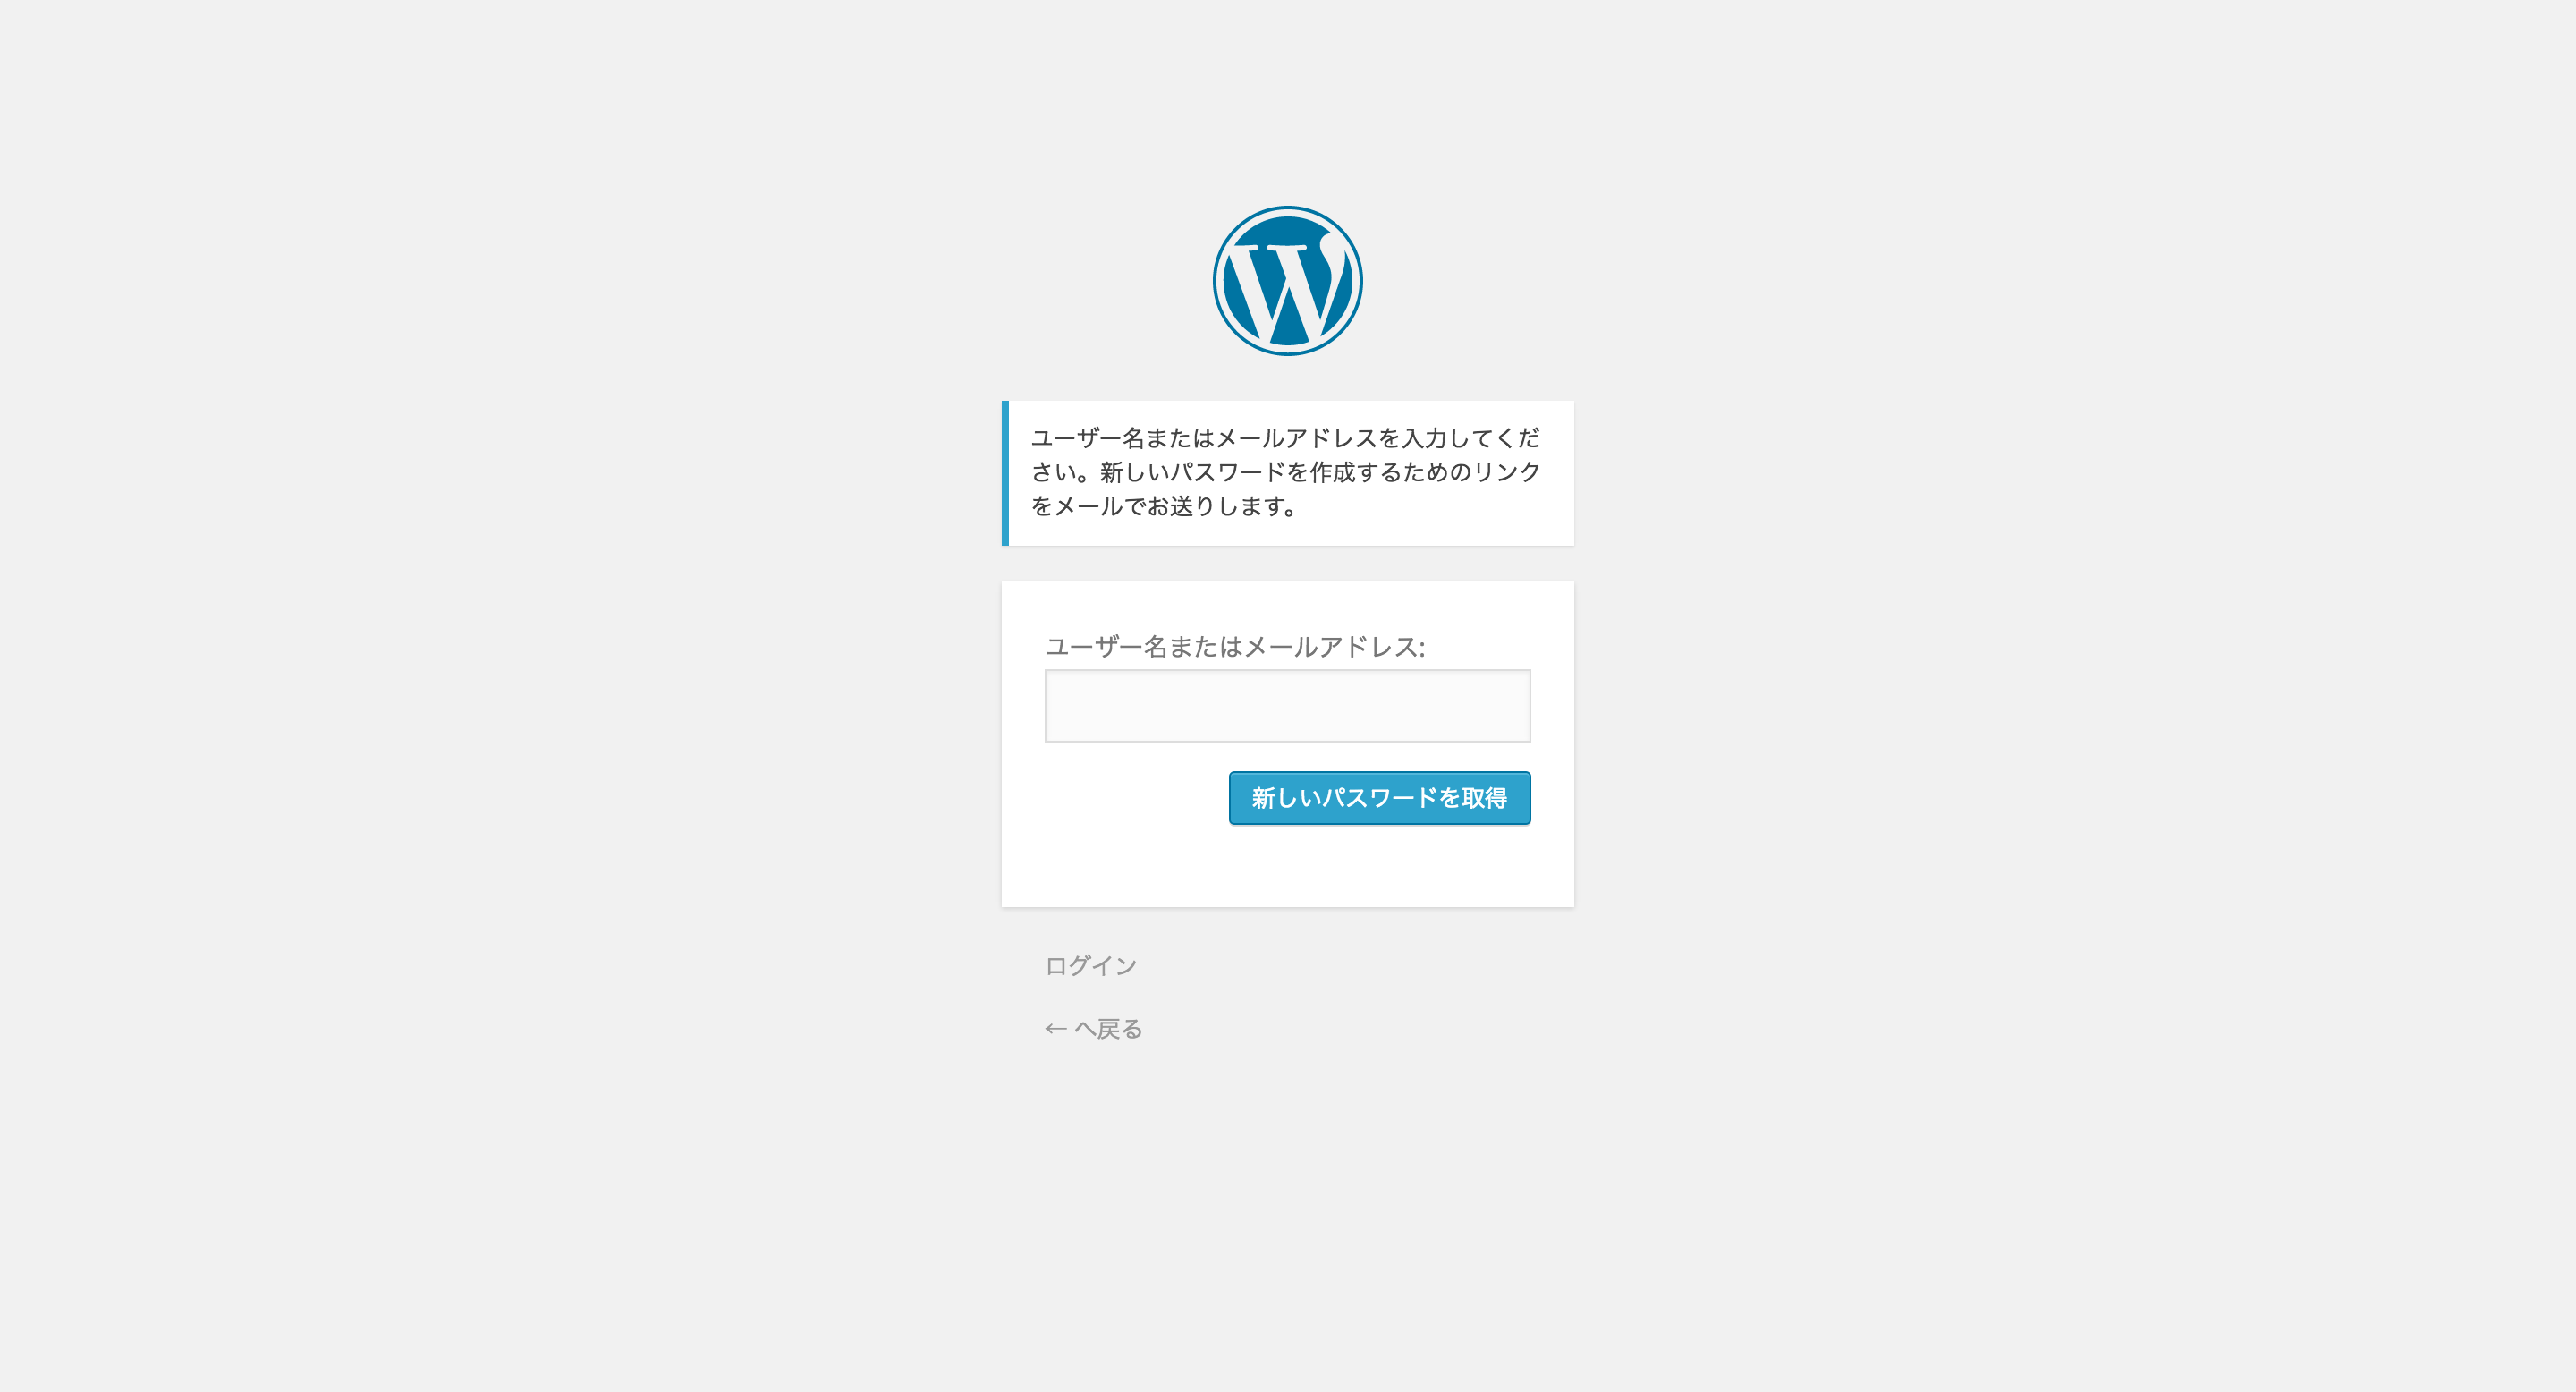 ユーザー名またはメールアドレスを入力してくだ
さい。新しいパスワードを作成するためのリンク
をメールでお送りします。
ユーザー名またはメールアドレス:
新しいパスワードを取得
ログイン
← へ戻る